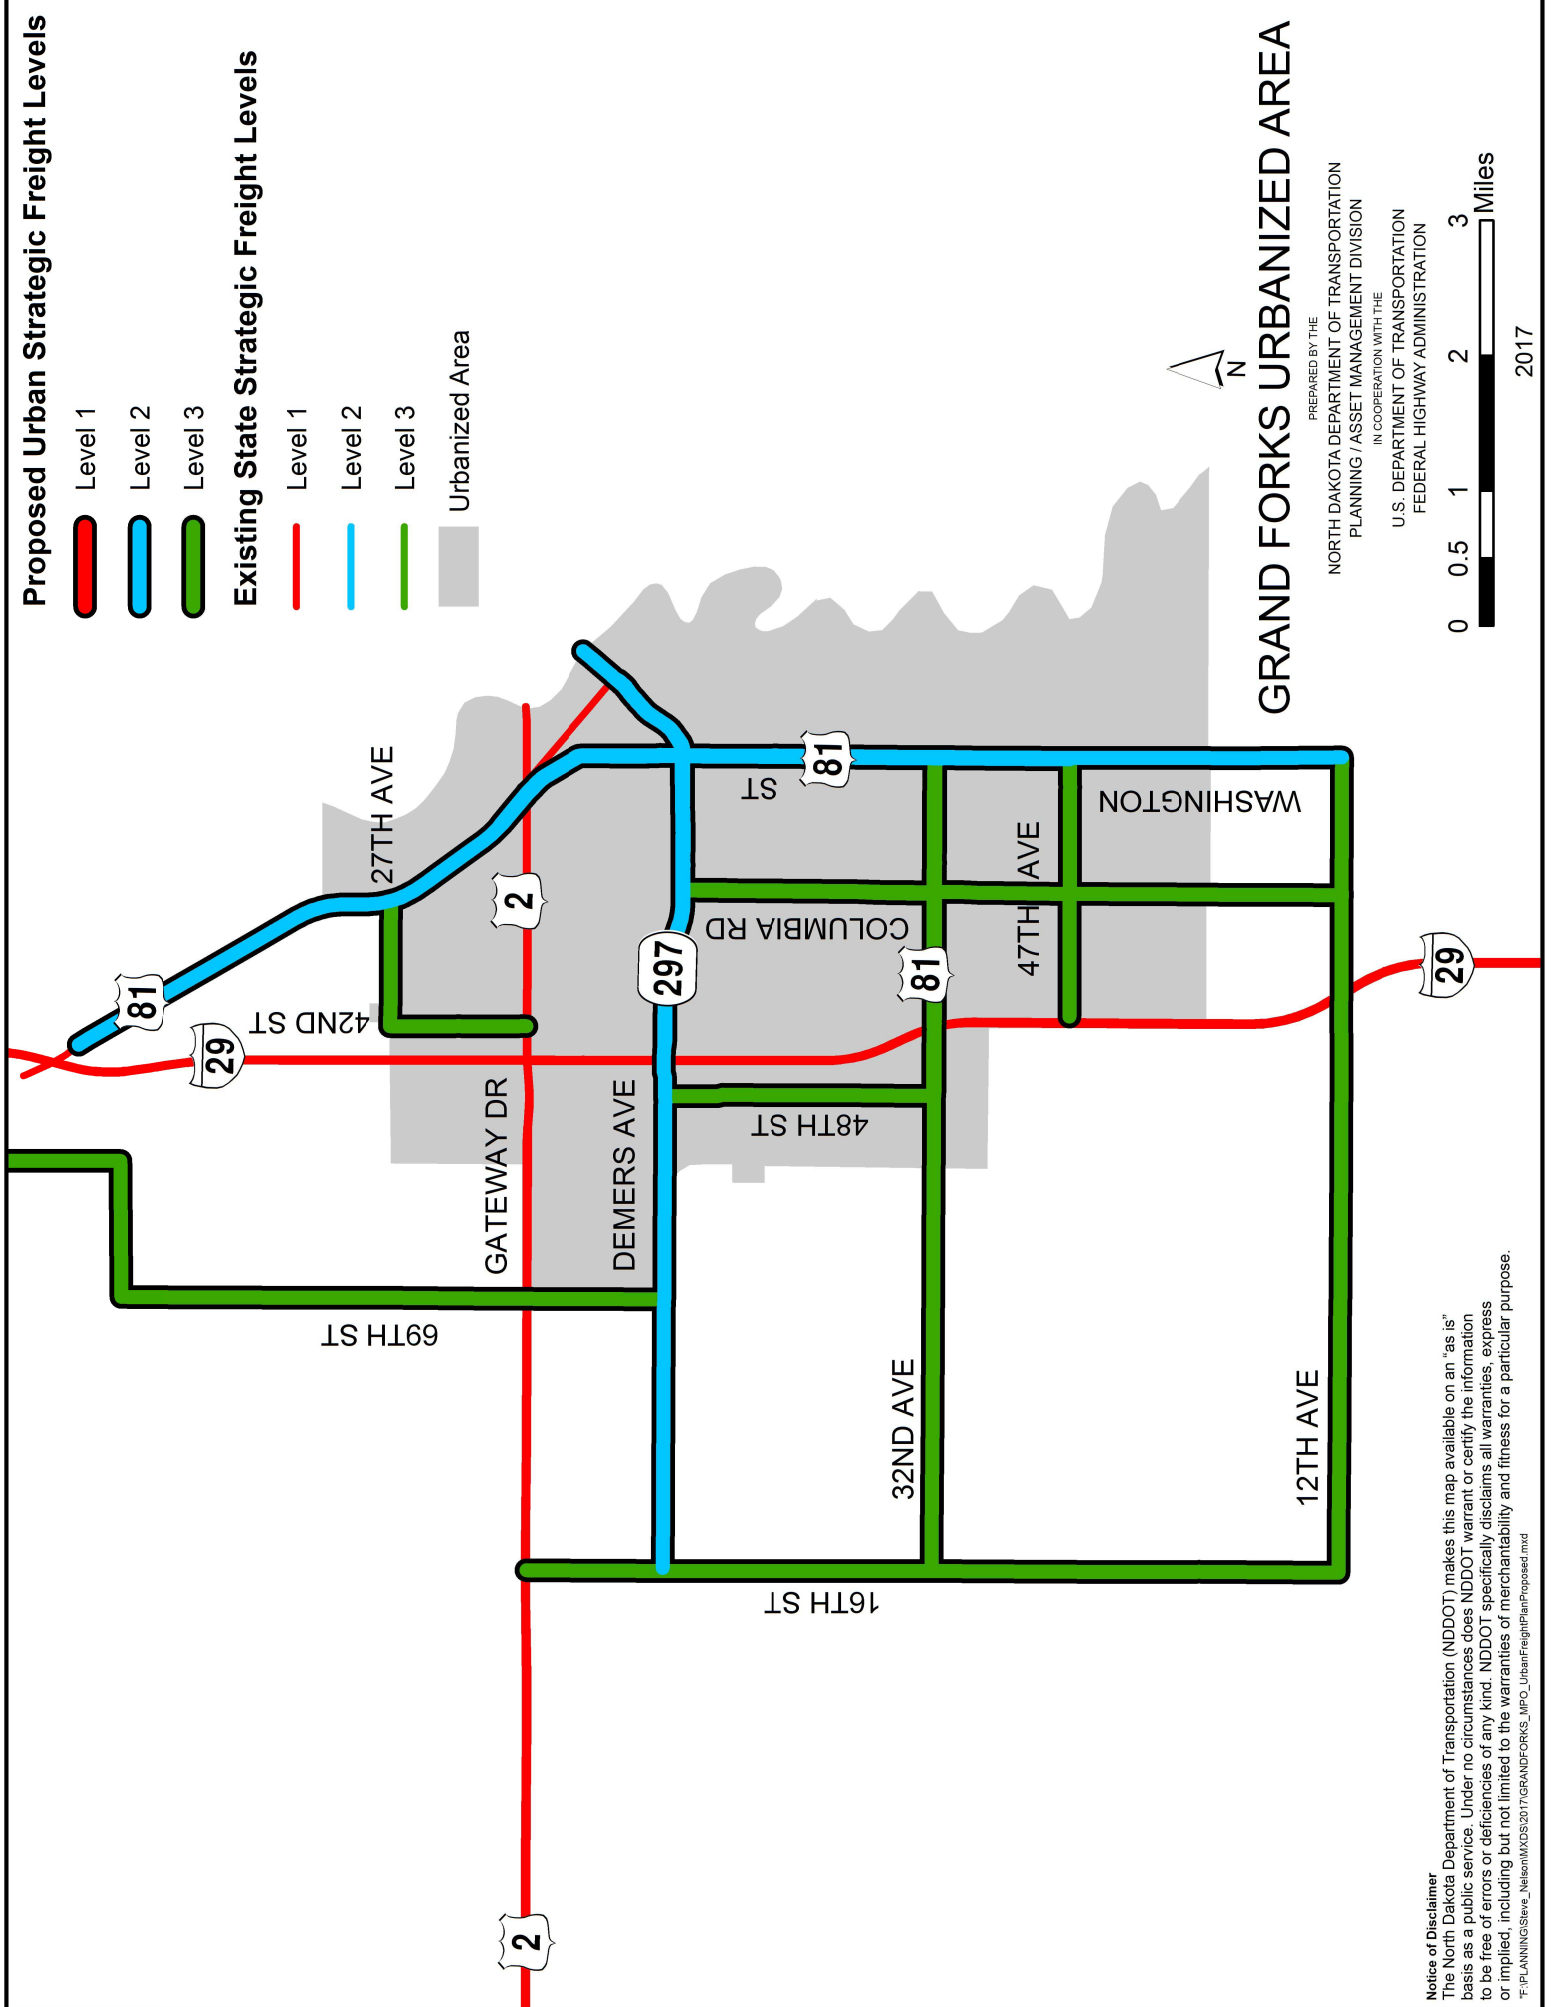 Proposed Urban Strategic Freight Levels
Level 1
Level 2
Level 3
Existing State Strategic Freight Levels
Level 1
Level 2
Level 3
Urbanized Area
81
29
42ND ST
27TH AVE
69TH ST
GATEWAY DR
2
2
DEMERS AVE
297
ST
81
COLUMBIA RD
48TH ST
16TH ST
32ND AVE
81
47TH AVE
WASHINGTON
12TH AVE
29
N
GRAND FORKS URBANIZED AREA
PREPARED BY THE
NORTH DAKOTA DEPARTMENT OF TRANSPORTATION
PLANNING / ASSET MANAGEMENT DIVISION
IN COOPERATION WITH THE
U.S. DEPARTMENT OF TRANSPORTATION
FEDERAL HIGHWAY ADMINISTRATION
0 0.5 1 2 3
Miles
2017
Notice of Disclaimer
The North Dakota Department of Transportation (NDDOT) makes this map available on an “as is”
basis as a public service. Under no circumstances does NDDOT warrant or certify the information
to be free of errors or deficiencies of any kind. NDDOT specifically disclaims all warranties, express
or implied, including but not limited to the warranties of merchantability and fitness for a particular purpose.
"F:\PLANNING\Steve_Nelson\MXDS\2017\GRANDFORKS_MPO_UrbanFreightPlanProposed.mxd